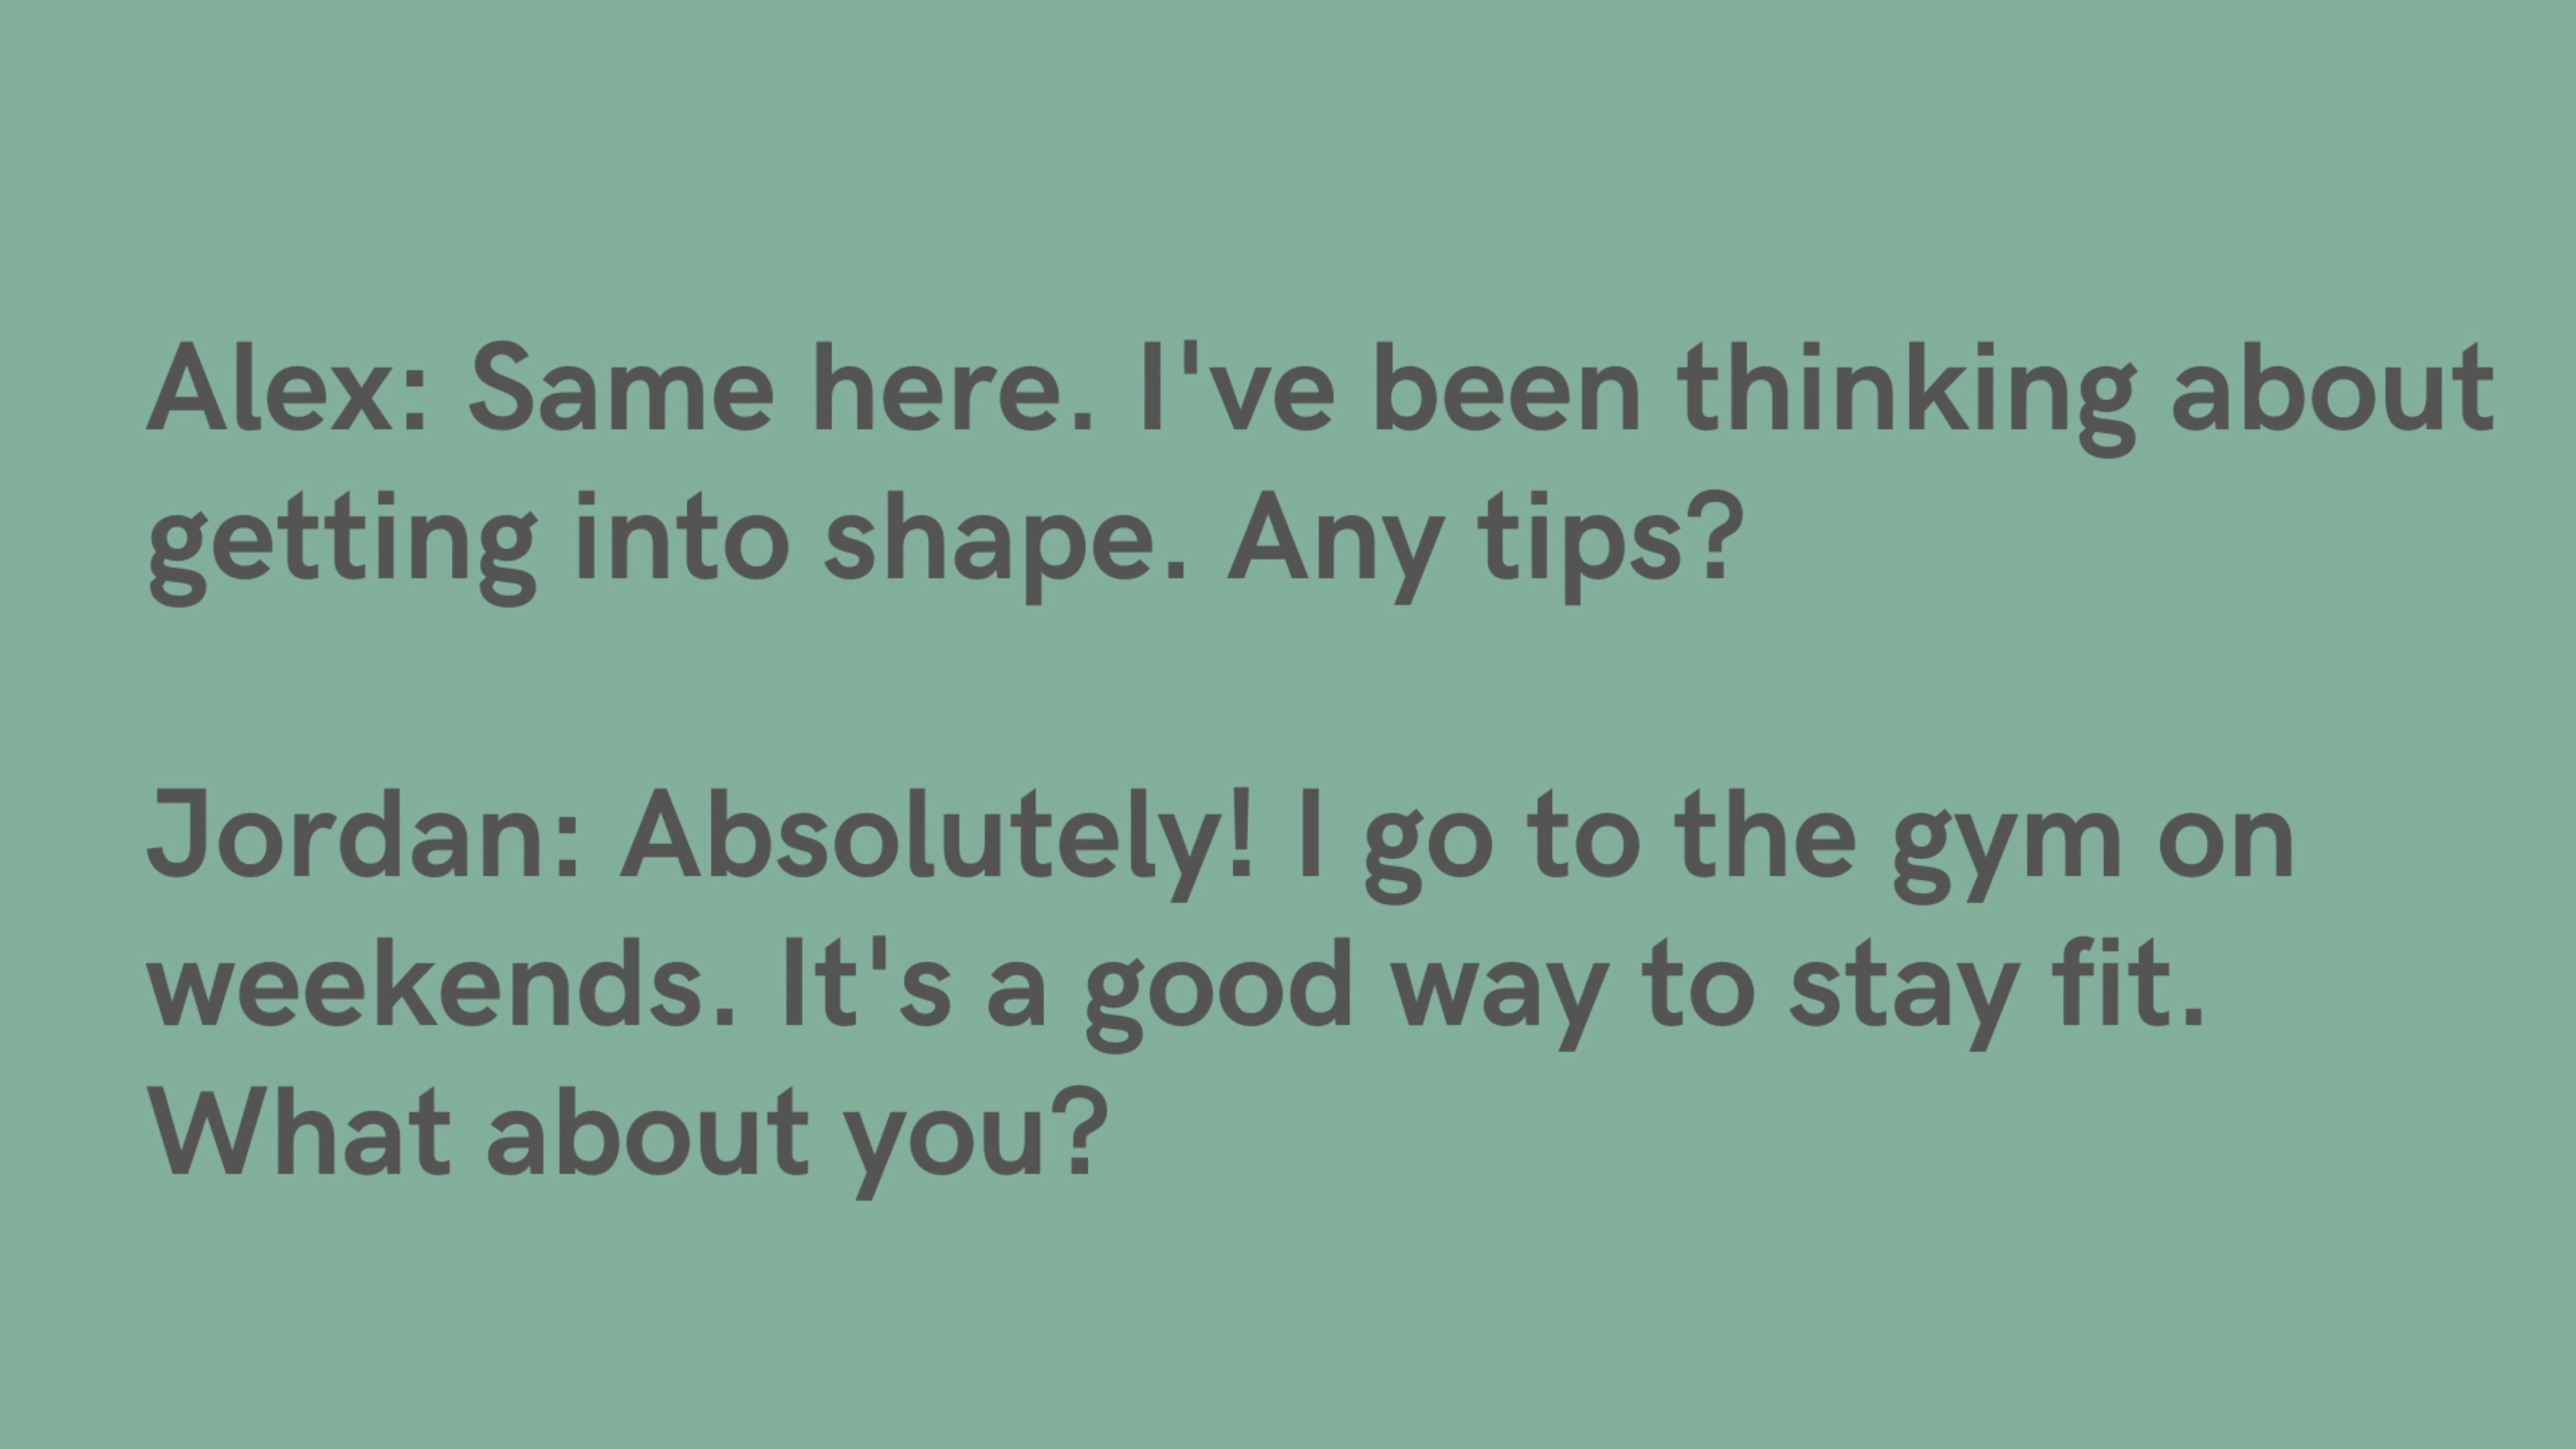 Alex: Same here. I've been thinking about
getting into shape. Any tips?
Jordan: Absolutely! I go to the gym on
weekends. It's a good way to stay fit.
What about you?